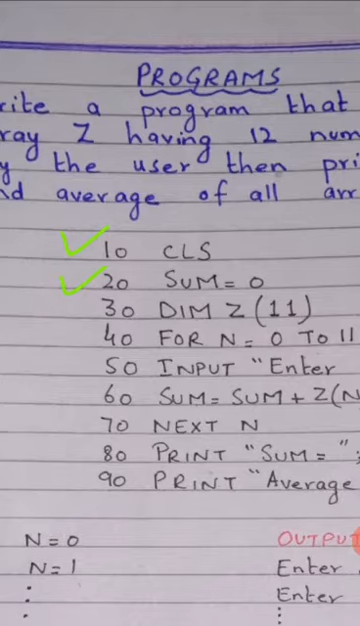 PROGRAMS
rite a program that
ray Z having 12 num
y the user then pri
nd average of all arr
10 CLS
20 SUM = 0
30 DIM Z (11)
40 FOR N = 0 TO 11
50 INPUT "Enter
60 SUM = SUM + Z(N
70 NEXT N
80 PRINT "SUM = ";
90 PRINT "Average
N = 0 OUTPUT
N = 1 Enter
: Enter
: :